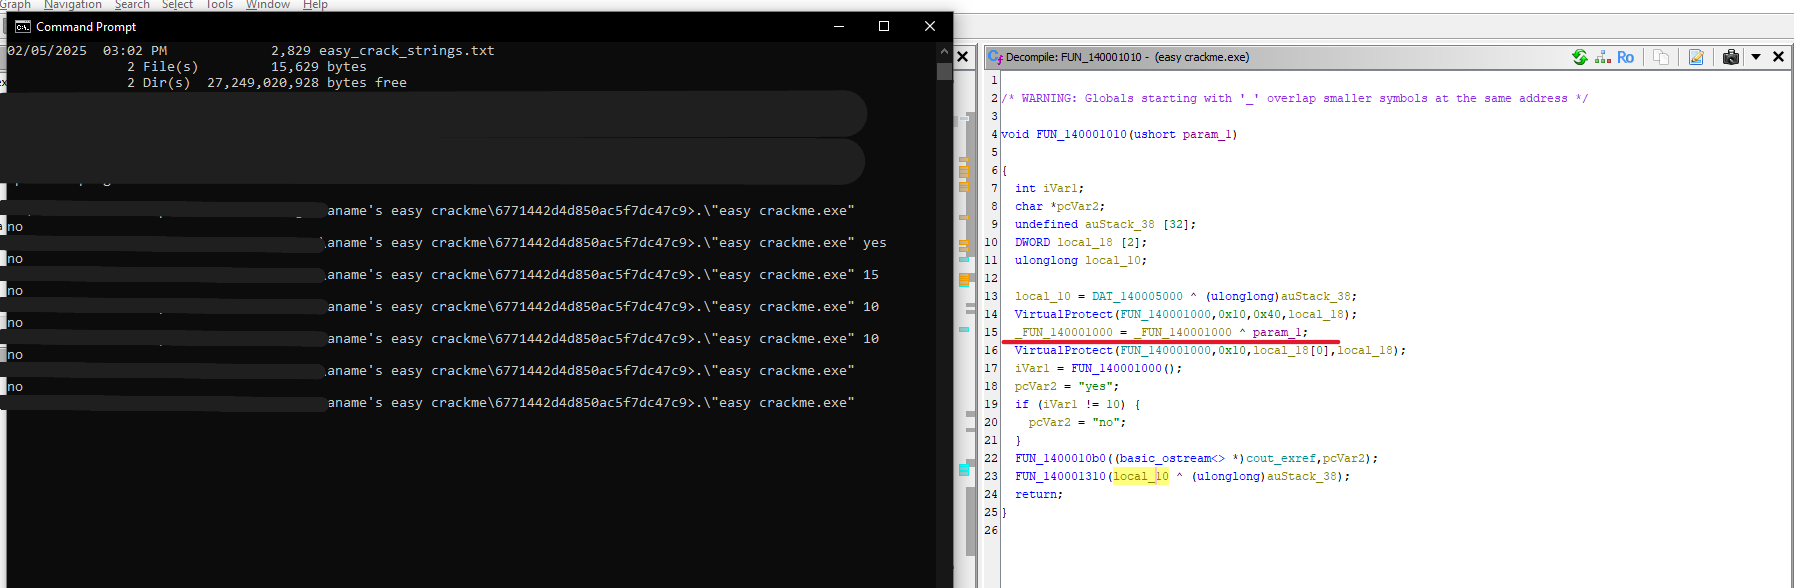 Graph Navigation Search Select Tools Window Help
Command Prompt
02/05/2025  03:02 PM             2,829 easy_crack_strings.txt
               2 File(s)         15,629 bytes
               2 Dir(s)  27,249,020,928 bytes free
aname's easy crackme\6771442d4d850ac5f7dc47c9>.\"easy crackme.exe"
no
\aname's easy crackme\6771442d4d850ac5f7dc47c9>.\"easy crackme.exe" yes
no
aname's easy crackme\6771442d4d850ac5f7dc47c9>.\"easy crackme.exe" 15
no
aname's easy crackme\6771442d4d850ac5f7dc47c9>.\"easy crackme.exe" 10
no
aname's easy crackme\6771442d4d850ac5f7dc47c9>.\"easy crackme.exe" 10
no
aname's easy crackme\6771442d4d850ac5f7dc47c9>.\"easy crackme.exe"
no
aname's easy crackme\6771442d4d850ac5f7dc47c9>.\"easy crackme.exe"
Decompile: FUN_140001010 - (easy crackme.exe)
Ro
1
2 /* WARNING: Globals starting with '_' overlap smaller symbols at the same address */
3
4 void FUN_140001010(ushort param_1)
5
6 {
7   int iVar1;
8   char *pcVar2;
9   undefined auStack_38 [32];
10   DWORD local_18 [2];
11   ulonglong local_10;
12
13   local_10 = DAT_140005000 ^ (ulonglong)auStack_38;
14   VirtualProtect(FUN_140001000,0x10,0x40,local_18);
15   _FUN_140001000 = _FUN_140001000 ^ param_1;
16   VirtualProtect(FUN_140001000,0x10,local_18[0],local_18);
17   iVar1 = FUN_140001000();
18   pcVar2 = "yes";
19   if (iVar1 != 10) {
20     pcVar2 = "no";
21   }
22   FUN_1400010b0((basic_ostream<> *)cout_exref,pcVar2);
23   FUN_140001310(local_10 ^ (ulonglong)auStack_38);
24   return;
25 }
26